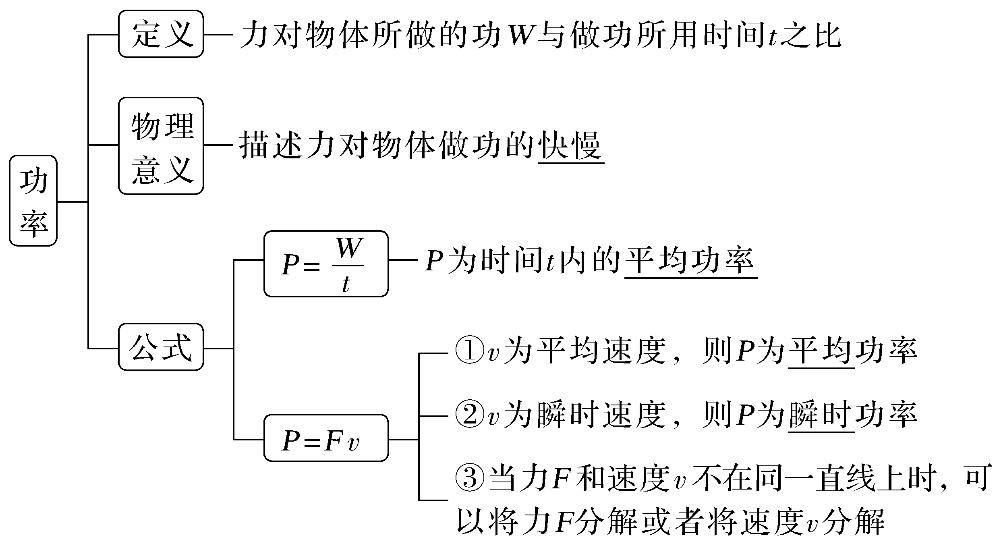 功率
定义
力对物体所做的功W与做功所用时间t之比
物理
意义
描述力对物体做功的快慢
公式
P=W/t
P为时间t内的平均功率
P=Fv
①v为平均速度，则P为平均功率
②v为瞬时速度，则P为瞬时功率
③当力F和速度v不在同一直线上时，可
以将力F分解或者将速度v分解